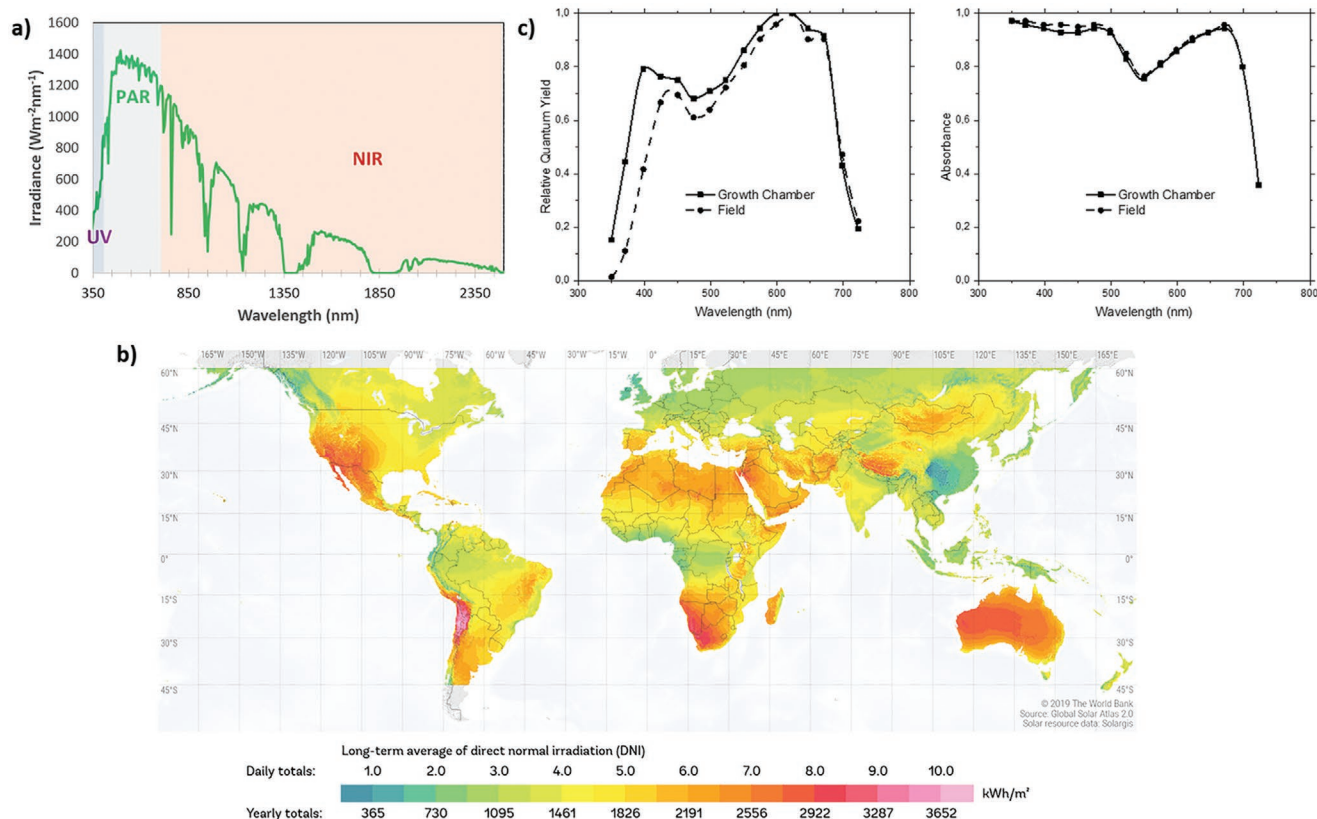 a)
Irradiance (Wm⁻²nm⁻¹)
1600
1400
1200
1000
800
600
400
200
0
UV
PAR
NIR
350 850 1350 1850 2350
Wavelength (nm)
c)
Relative Quantum Yield
1,0
0,8
0,6
0,4
0,2
0,0
Growth Chamber
Field
300 400 500 600 700 800
Wavelength (nm)
Absorbance
1,0
0,8
0,6
0,4
0,2
0,0
Growth Chamber
Field
300 400 500 600 700 800
Wavelength (nm)
b)
165°W 150°W 135°W 120°W 105°W 90°W 75°W 60°W 45°W 30°W 15°W 0° 15°E 30°E 45°E 60°E 75°E 90°E 105°E 120°E 135°E 150°E 165°E
60°N 60°N
45°N 45°N
30°N 30°N
15°N 15°N
0° 0°
15°S 15°S
30°S 30°S
45°S 45°S
© 2019 The World Bank
Source: Global Solar Atlas 2.0
Solar resource data: Solargis
Long-term average of direct normal irradiation (DNI)
Daily totals: 1.0 2.0 3.0 4.0 5.0 6.0 7.0 8.0 9.0 10.0
kWh/m²
Yearly totals: 365 730 1095 1461 1826 2191 2556 2922 3287 3652